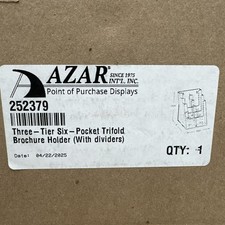 AZAR®
SINCE 1975
INT'L. INC.
Point of Purchase Displays
252379
Three-Tier Six-Pocket Trifold
Brochure Holder (With dividers)
Date: 04/22/2025
QTY: 1